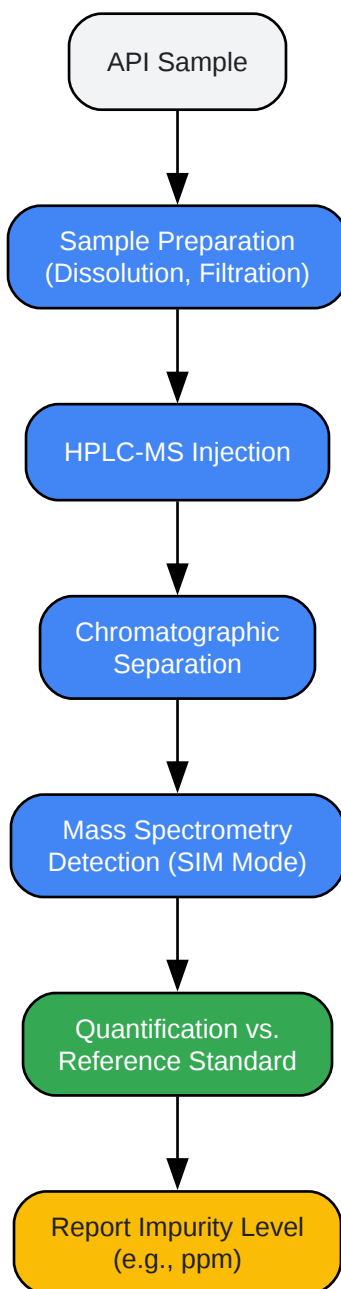 API Sample
Sample Preparation
(Dissolution, Filtration)
HPLC-MS Injection
Chromatographic
Separation
Mass Spectrometry
Detection (SIM Mode)
Quantification vs.
Reference Standard
Report Impurity Level
(e.g., ppm)